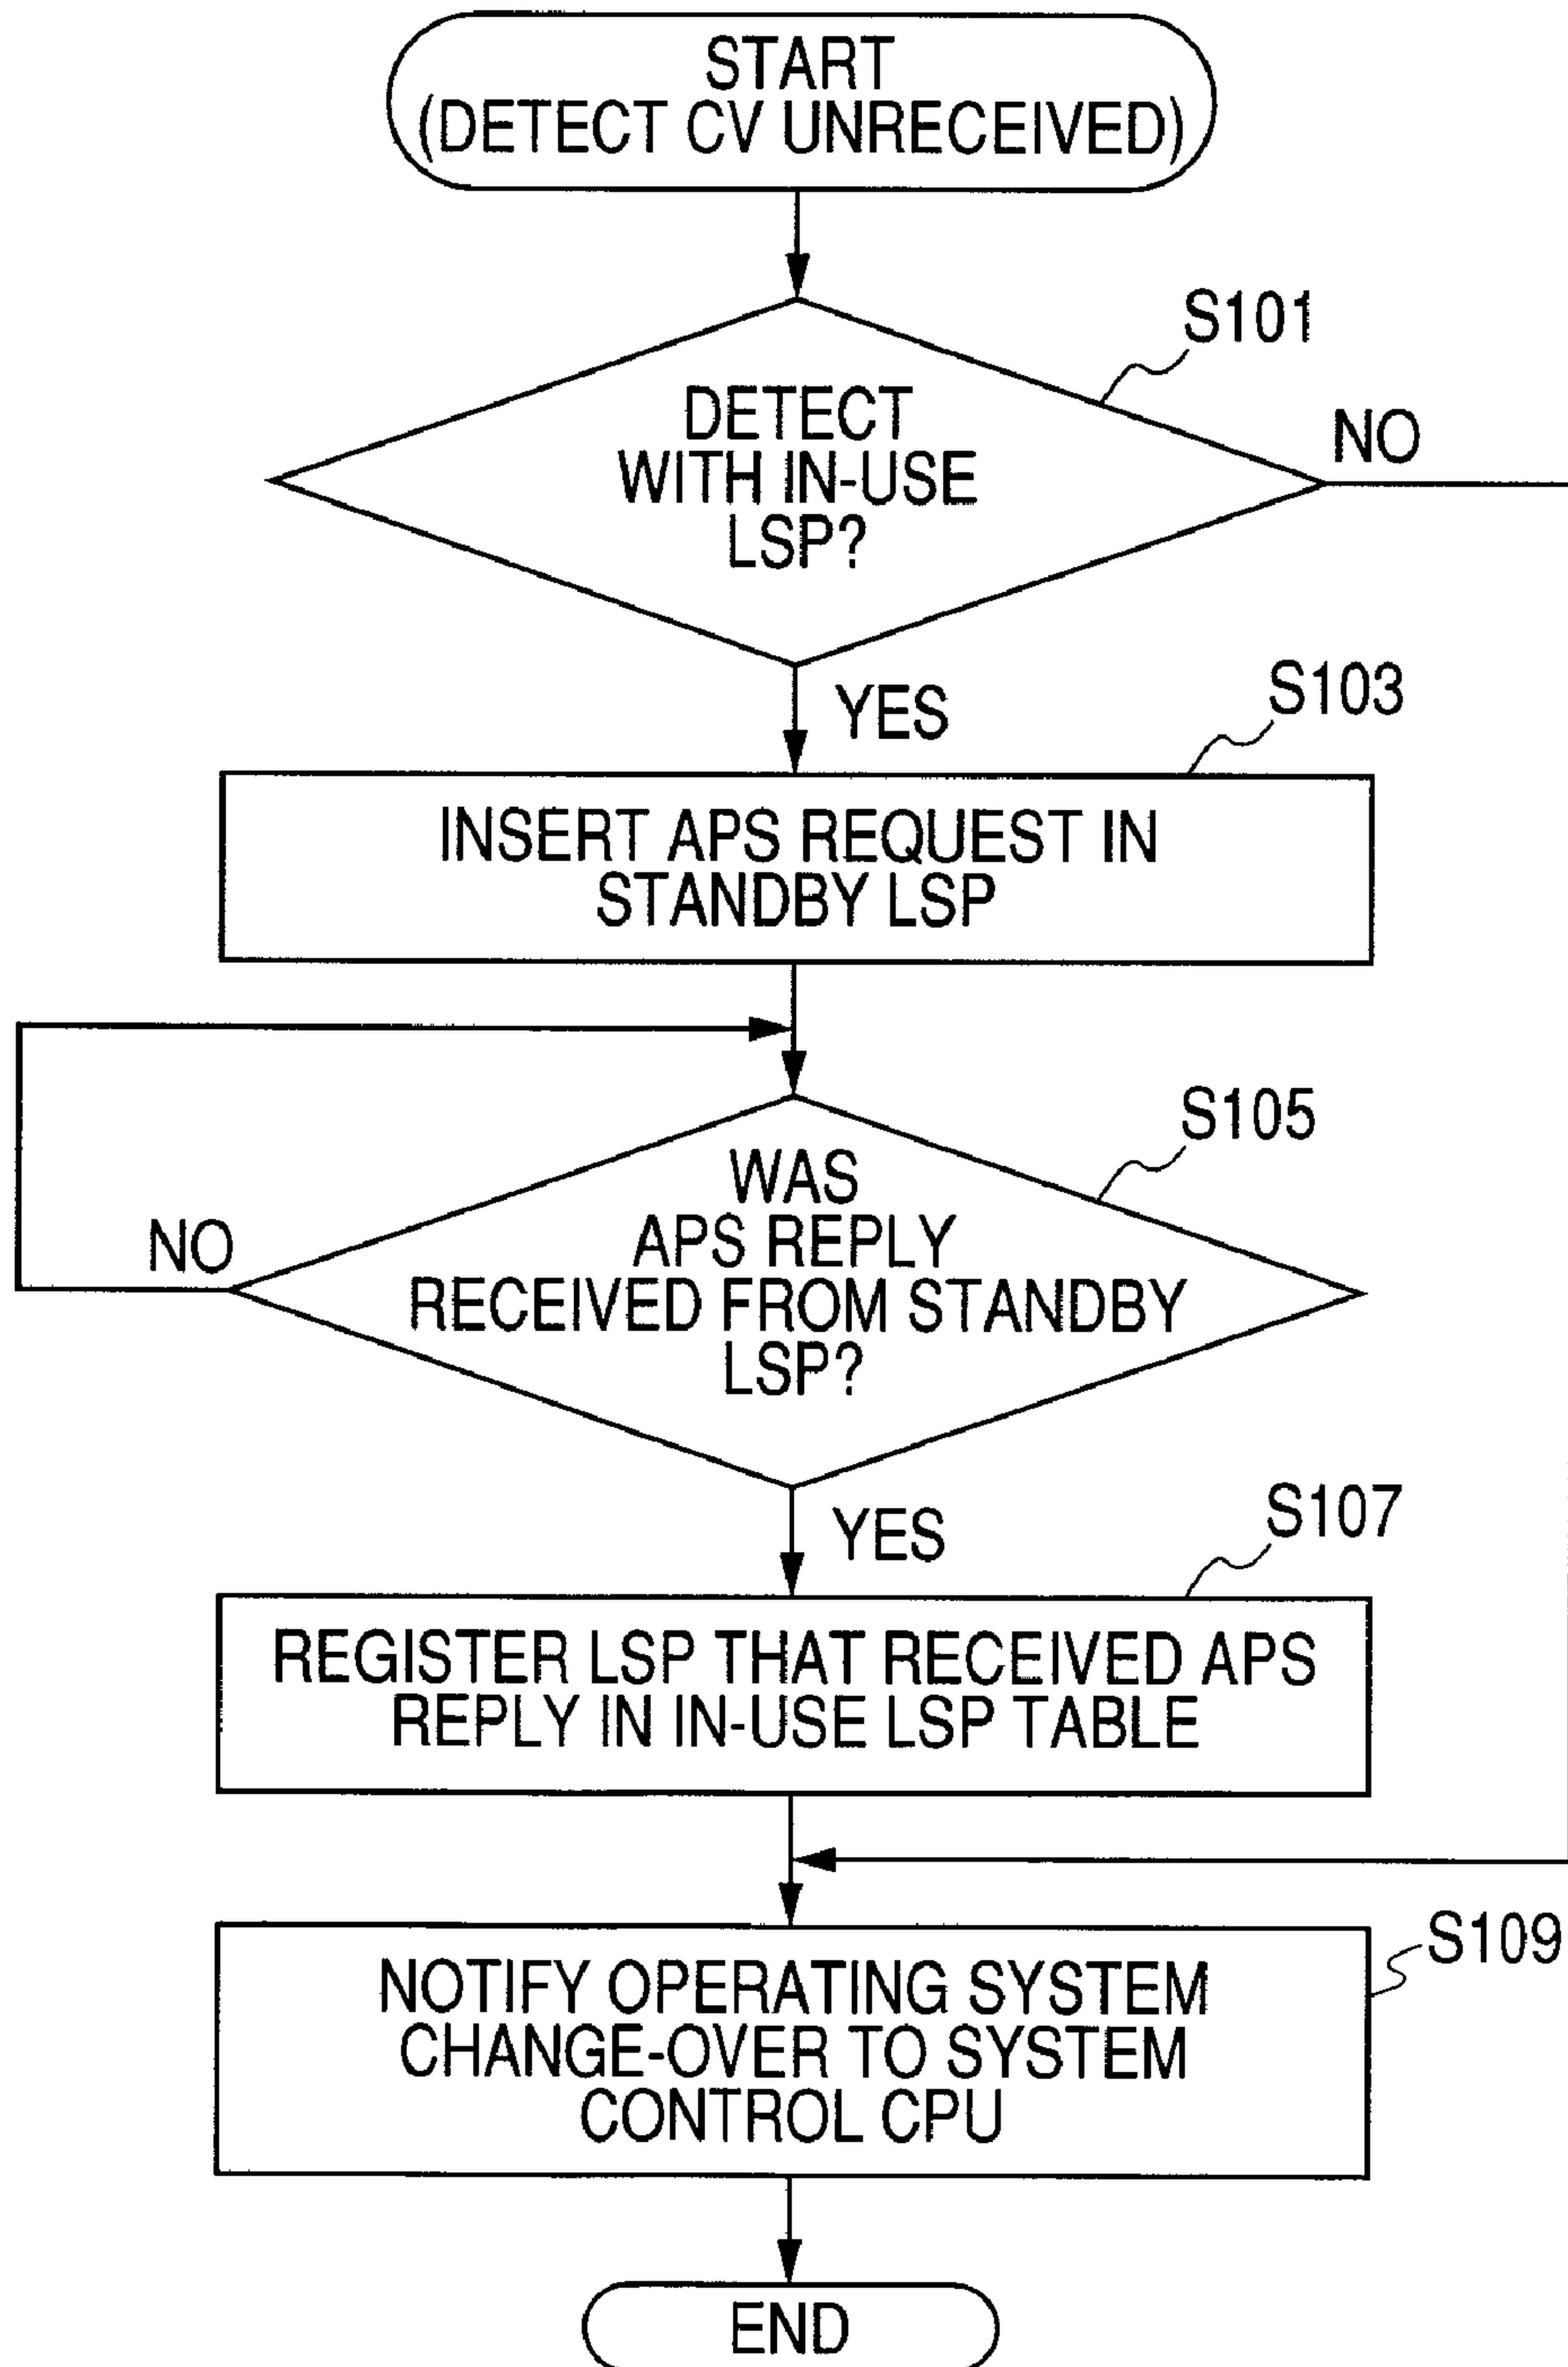 START
(DETECT CV UNRECEIVED)
S101
DETECT
WITH IN-USE
LSP?
NO
YES
S103
INSERT APS REQUEST IN
STANDBY LSP
S105
WAS
APS REPLY
RECEIVED FROM STANDBY
LSP?
NO
YES
S107
REGISTER LSP THAT RECEIVED APS
REPLY IN IN-USE LSP TABLE
S109
NOTIFY OPERATING SYSTEM
CHANGE-OVER TO SYSTEM
CONTROL CPU
END